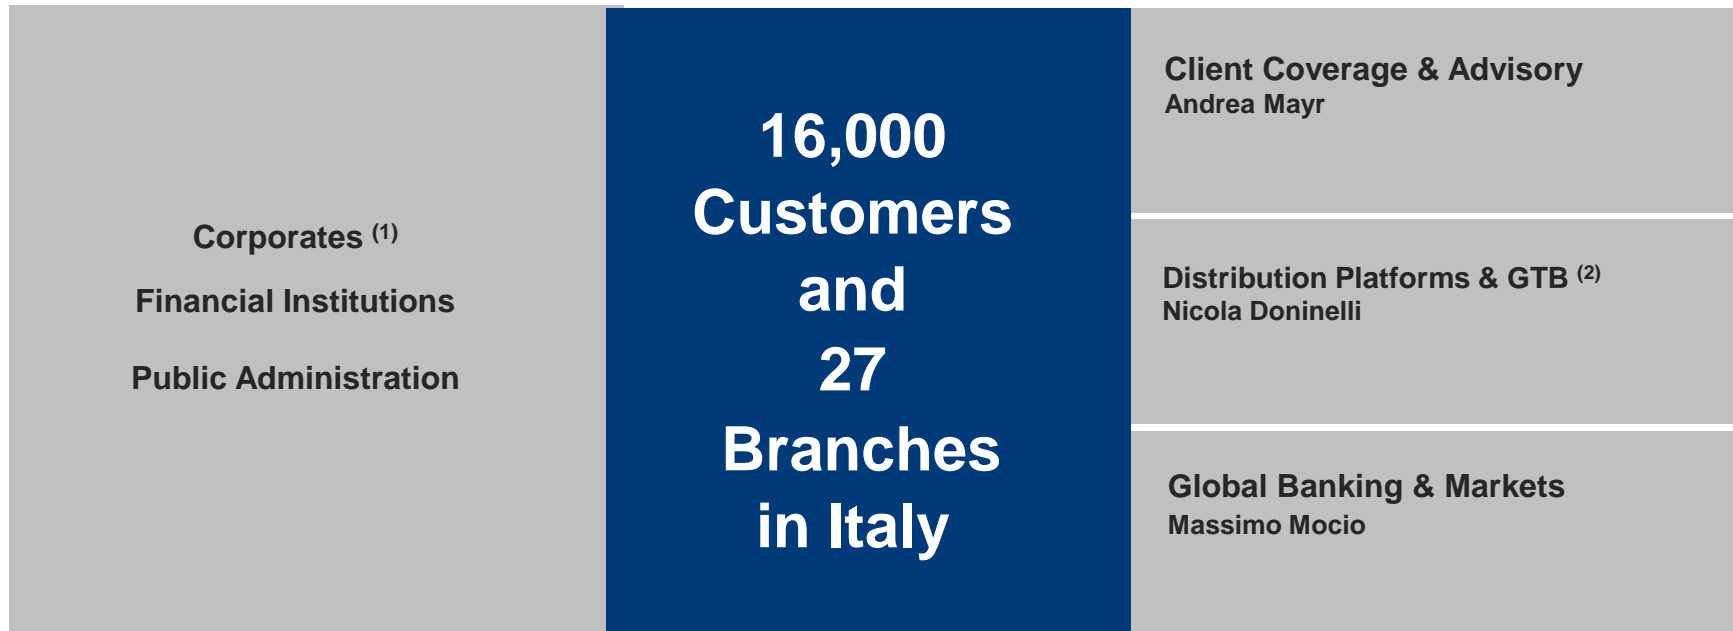 Corporates (1)
Financial Institutions
Public Administration
16,000
Customers
and
27
Branches
in Italy
Client Coverage & Advisory
Andrea Mayr
Distribution Platforms & GTB (2)
Nicola Doninelli
Global Banking & Markets
Massimo Mocio